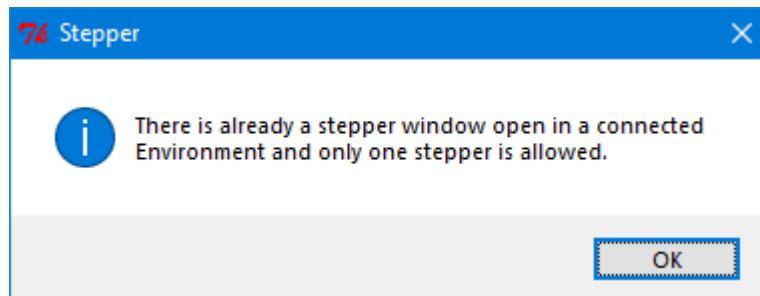 Stepper
There is already a stepper window open in a connected
Environment and only one stepper is allowed.
OK